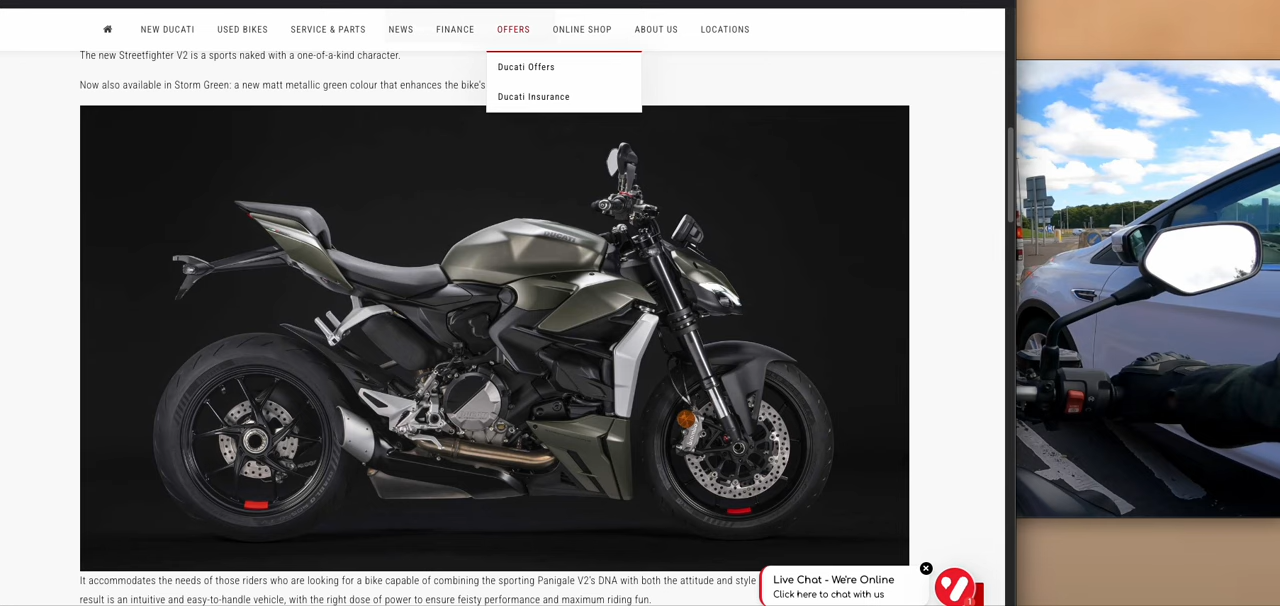 NEW DUCATI USED BIKES SERVICE & PARTS NEWS FINANCE OFFERS ONLINE SHOP ABOUT US LOCATIONS
The new Streetfighter V2 is a sports naked with a one-of-a-kind character.
Ducati Offers
Now also available in Storm Green: a new matt metallic green colour that enhances the bike's
Ducati Insurance
DUCATI
It accommodates the needs of those riders who are looking for a bike capable of combining the sporting Panigale V2's DNA with both the attitude and style
result is an intuitive and easy-to-handle vehicle, with the right dose of power to ensure feisty performance and maximum riding fun.
Live Chat - We're Online
Click here to chat with us
1